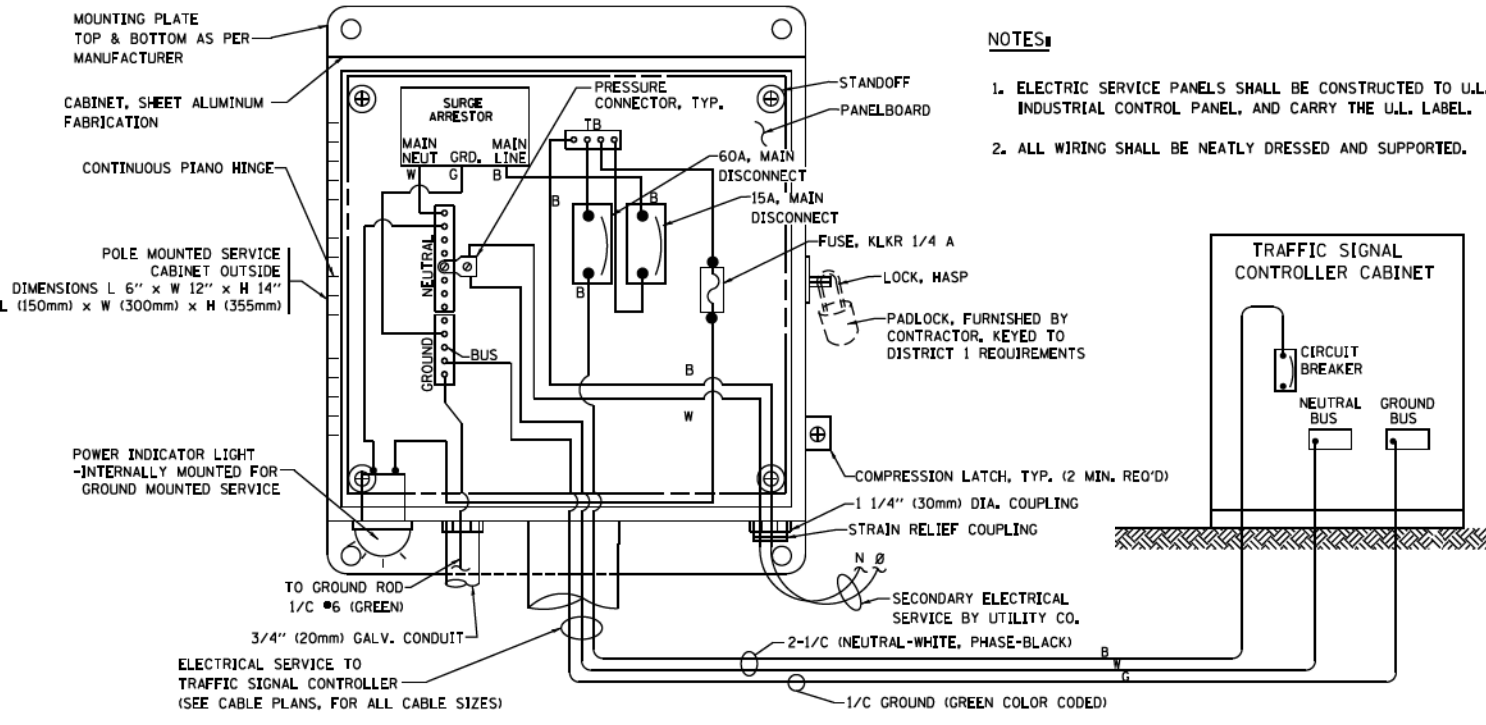 MOUNTING PLATE
TOP & BOTTOM AS PER
MANUFACTURER
CABINET, SHEET ALUMINUM
FABRICATION
CONTINUOUS PIANO HINGE
POLE MOUNTED SERVICE
CABINET OUTSIDE
DIMENSIONS L 6" × W 12" × H 14"
L (150mm) × W (300mm) × H (355mm)
POWER INDICATOR LIGHT
-INTERNALLY MOUNTED FOR
GROUND MOUNTED SERVICE
SURGE
ARRESTOR
MAIN
NEUT
GRD.
MAIN
LINE
W
G
B
NEUTRAL
GROUND
BUS
PRESSURE
CONNECTOR, TYP.
TB
STANDOFF
PANELBOARD
60A, MAIN
DISCONNECT
15A, MAIN
DISCONNECT
B
B
B
FUSE, KLKR 1/4 A
LOCK, HASP
PADLOCK, FURNISHED BY
CONTRACTOR, KEYED TO
DISTRICT 1 REQUIREMENTS
B
W
COMPRESSION LATCH, TYP. (2 MIN. REQ'D)
1 1/4" (30mm) DIA. COUPLING
STRAIN RELIEF COUPLING
N Ø
SECONDARY ELECTRICAL
SERVICE BY UTILITY CO.
TO GROUND ROD
1/C #6 (GREEN)
3/4" (20mm) GALV. CONDUIT
ELECTRICAL SERVICE TO
TRAFFIC SIGNAL CONTROLLER
(SEE CABLE PLANS, FOR ALL CABLE SIZES)
2-1/C (NEUTRAL-WHITE, PHASE-BLACK)
B
W
G
1/C GROUND (GREEN COLOR CODED)
NOTES:
1. ELECTRIC SERVICE PANELS SHALL BE CONSTRUCTED TO U.L.
INDUSTRIAL CONTROL PANEL, AND CARRY THE U.L. LABEL.
2. ALL WIRING SHALL BE NEATLY DRESSED AND SUPPORTED.
TRAFFIC SIGNAL
CONTROLLER CABINET
CIRCUIT
BREAKER
NEUTRAL
BUS
GROUND
BUS